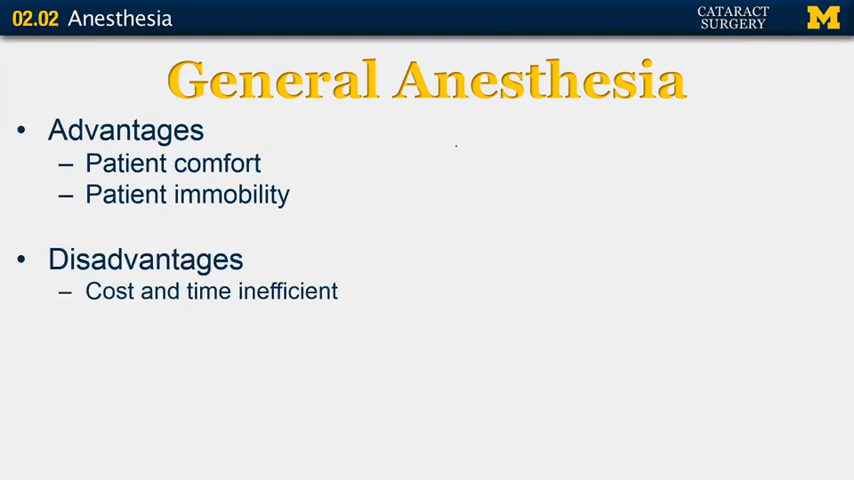 02.02 Anesthesia
CATARACT
SURGERY
M
General Anesthesia
• Advantages
– Patient comfort
– Patient immobility
• Disadvantages
– Cost and time inefficient